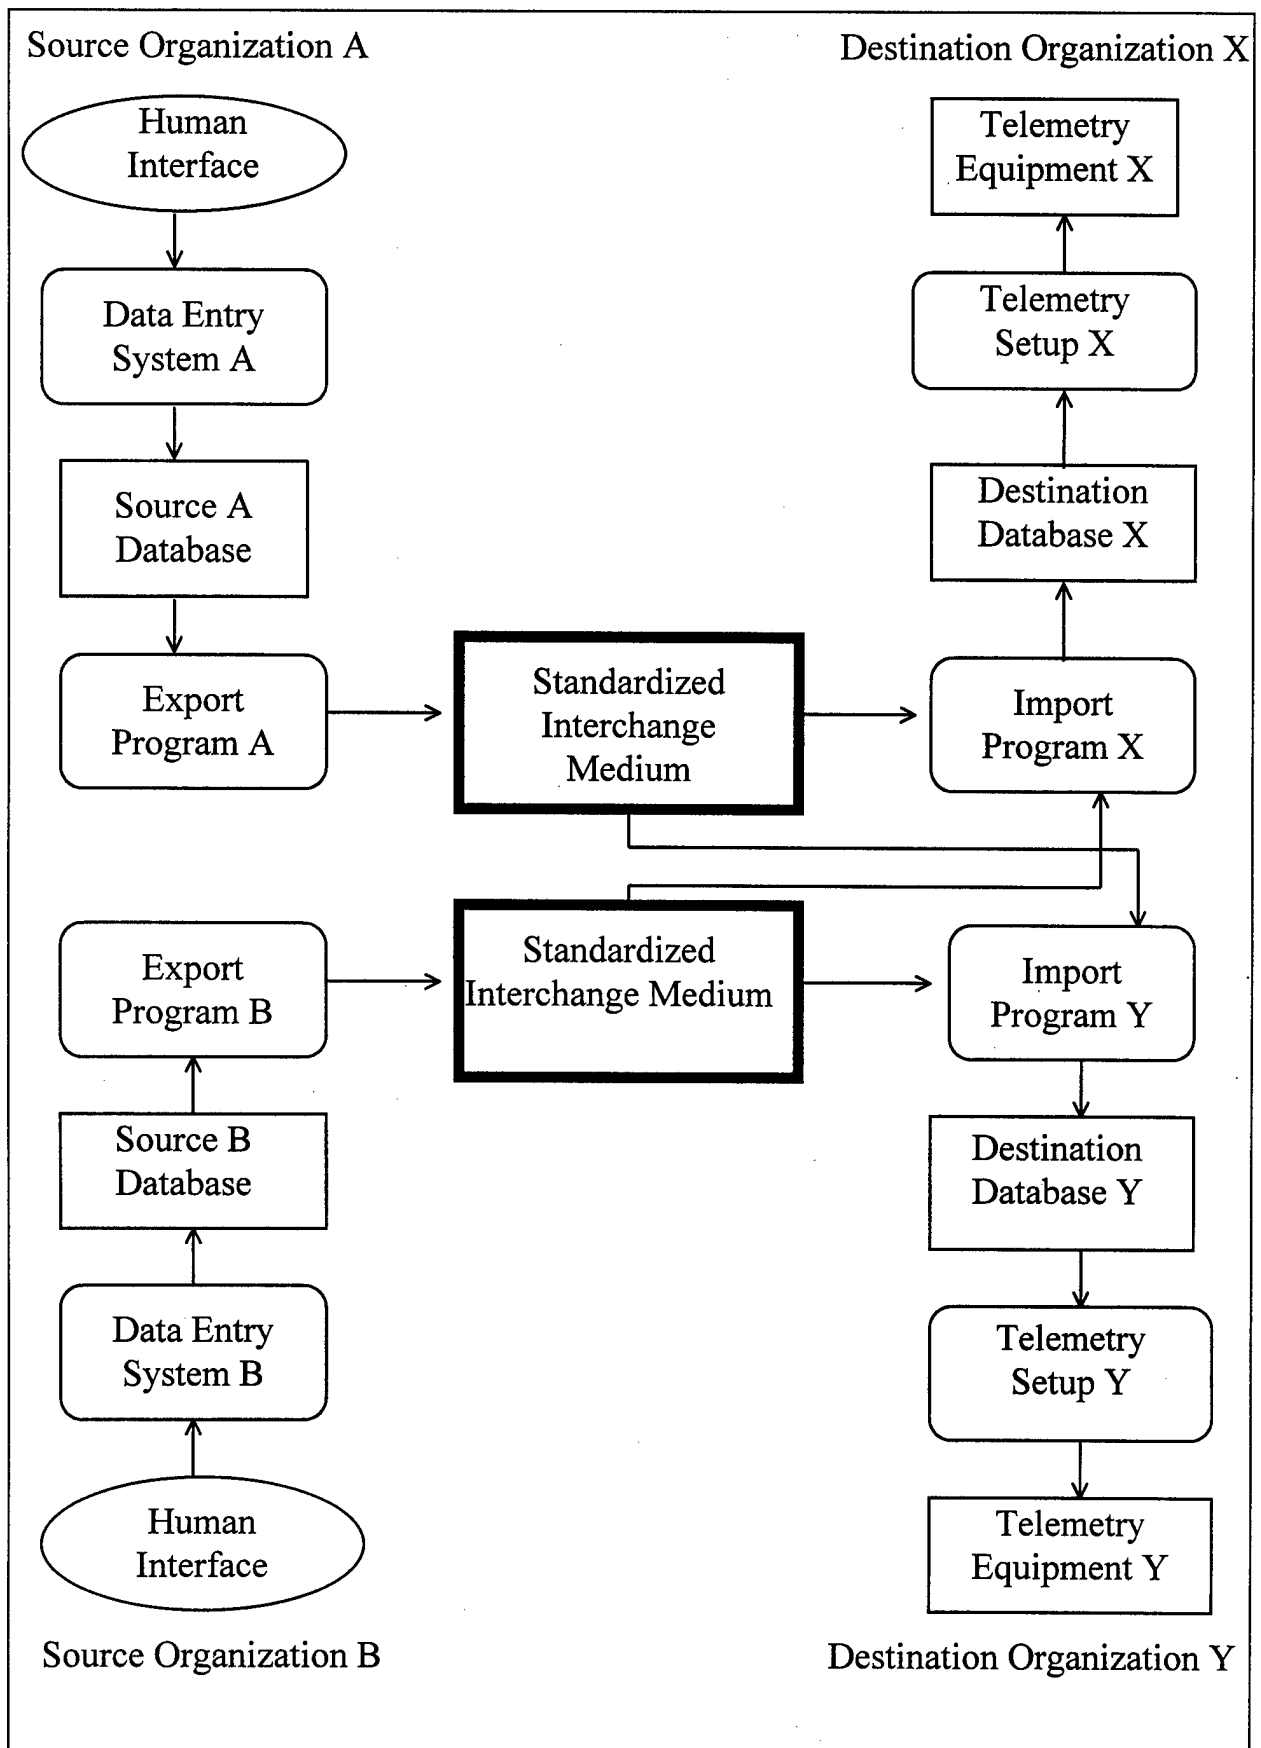 Source Organization A
Destination Organization X
Human
Interface
Telemetry
Equipment X
Data Entry
System A
Telemetry
Setup X
Source A
Database
Destination
Database X
Export
Program A
Standardized
Interchange
Medium
Import
Program X
Export
Program B
Standardized
Interchange Medium
Import
Program Y
Source B
Database
Destination
Database Y
Data Entry
System B
Telemetry
Setup Y
Human
Interface
Telemetry
Equipment Y
Source Organization B
Destination Organization Y